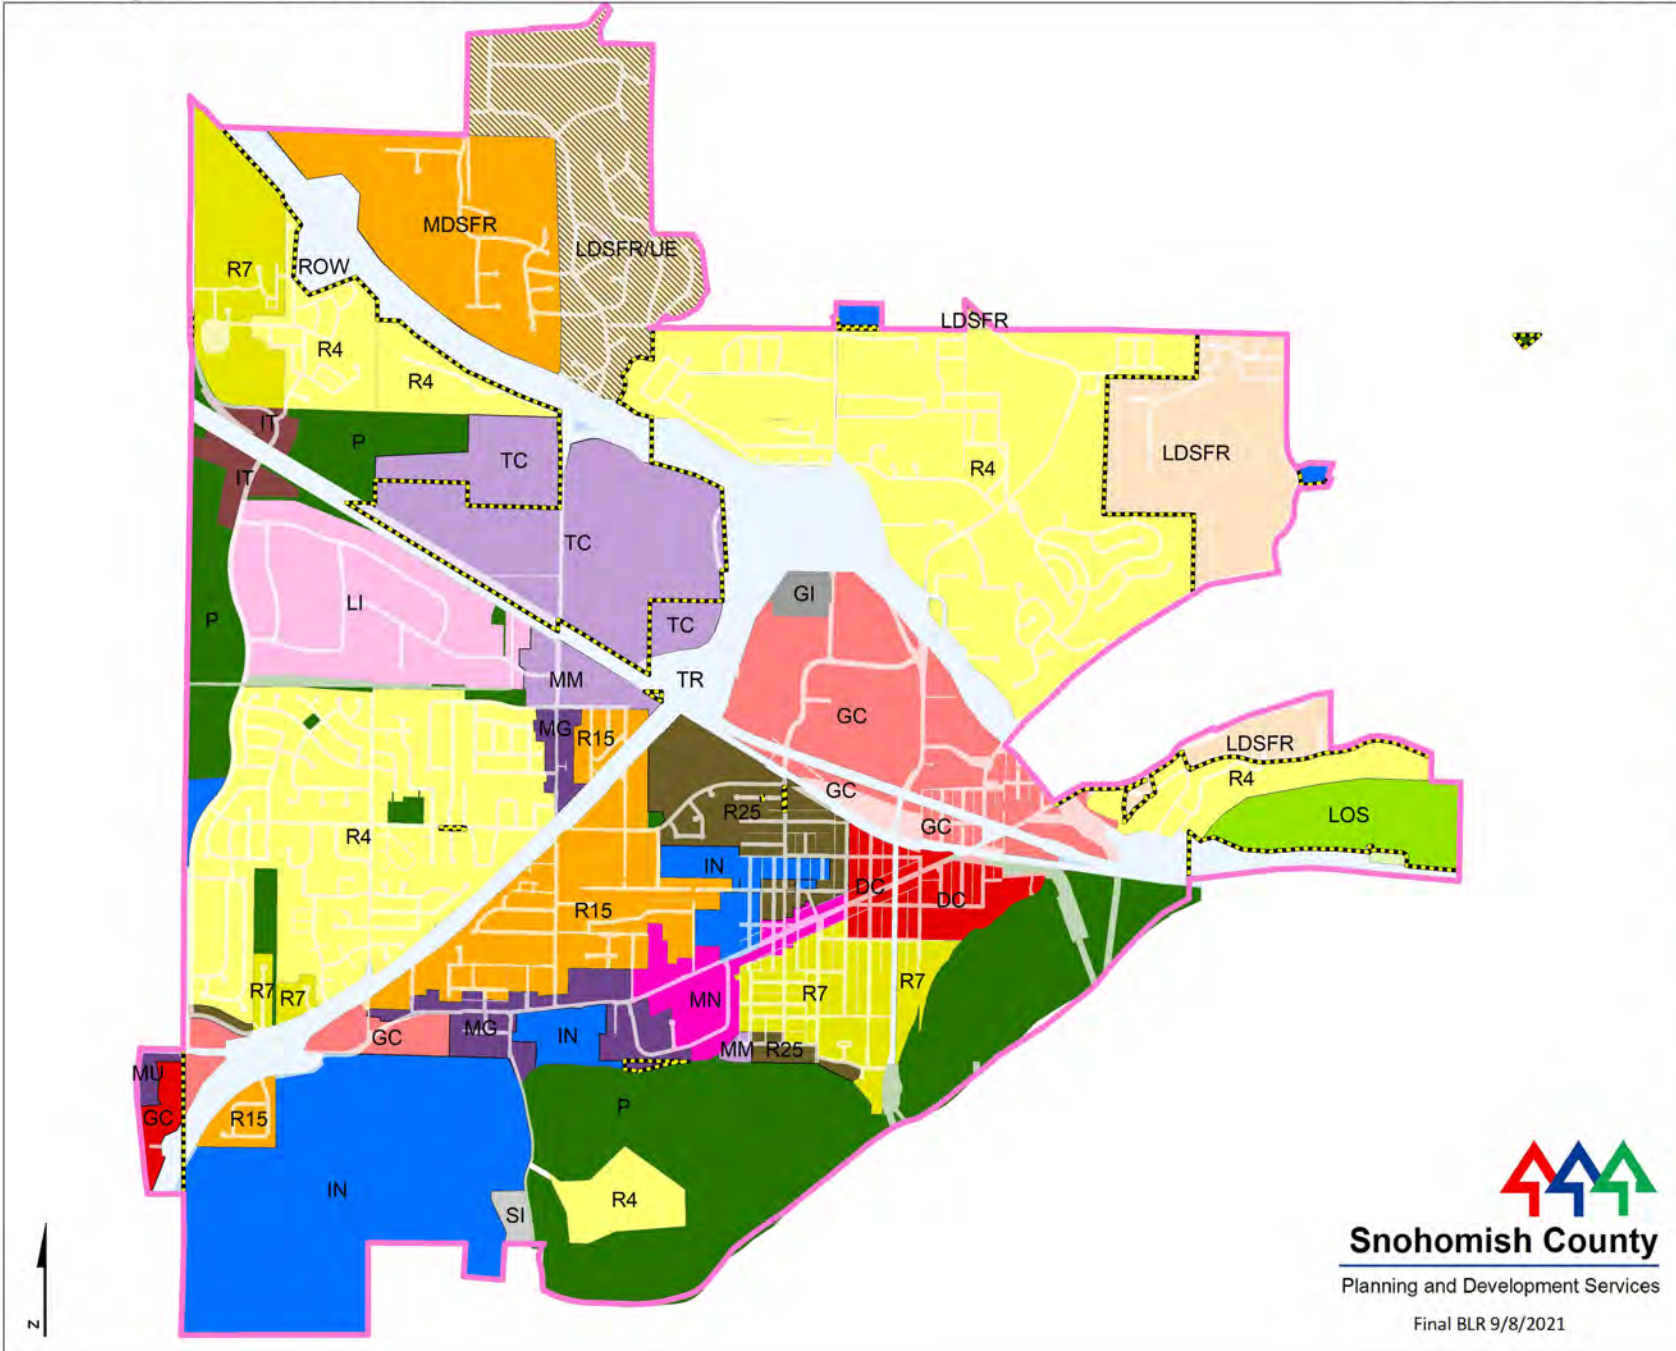 MDSFR
LDSFR/UE
R7
ROW
LDSFR
R4
R4
IT
P
TC
R4
LDSFR
IT
TC
LI
GI
P
TC
MM
TR
GC
MG
R15
LDSFR
R4
GC
R25
GC
LOS
R4
IN
DC
DC
R15
R7
R7
MN
R7
R7
GC
MG
IN
MM
R25
MU
GC
R15
P
IN
R4
SI
Snohomish County
Planning and Development Services
Final BLR 9/8/2021
N